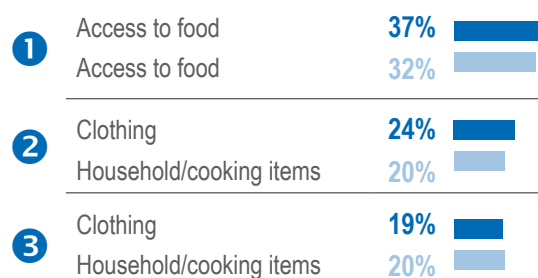 1
Access to food 37%
Access to food 32%
2
Clothing 24%
Household/cooking items 20%
3
Clothing 19%
Household/cooking items 20%